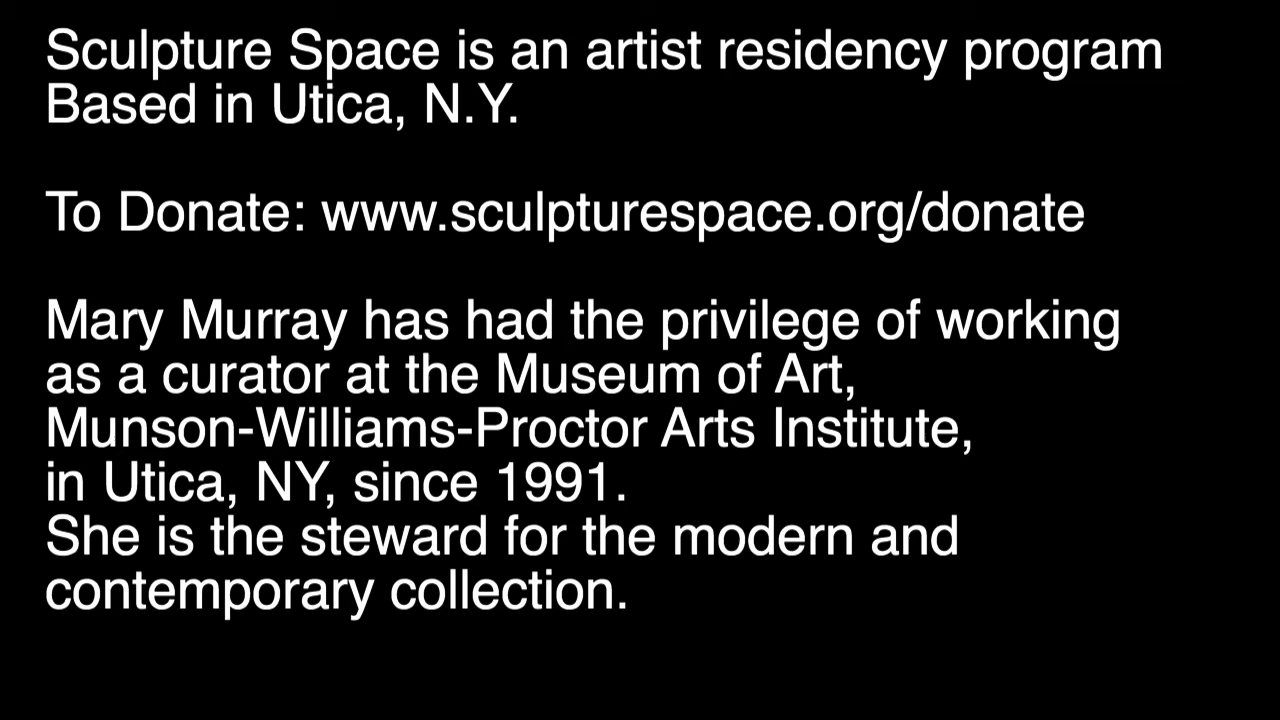 Sculpture Space is an artist residency program
Based in Utica, N.Y.
To Donate: www.sculpturespace.org/donate
Mary Murray has had the privilege of working
as a curator at the Museum of Art,
Munson-Williams-Proctor Arts Institute,
in Utica, NY, since 1991.
She is the steward for the modern and
contemporary collection.